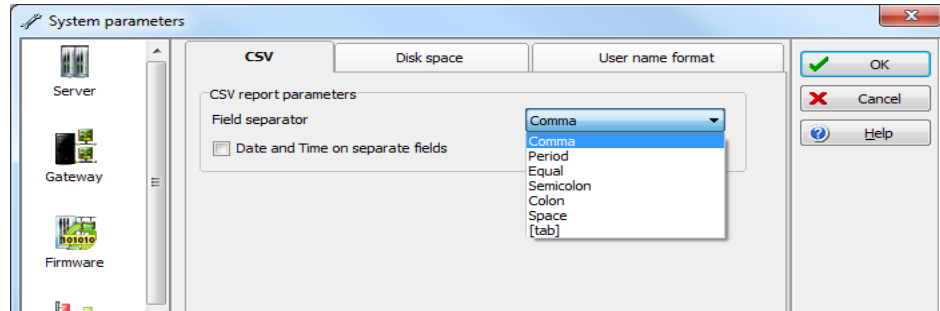 System parameters
Server
Gateway
Firmware
CSV
Disk space
User name format
CSV report parameters
Field separator
Comma
Date and Time on separate fields
Comma
Period
Equal
Semicolon
Colon
Space
[tab]
OK
Cancel
Help